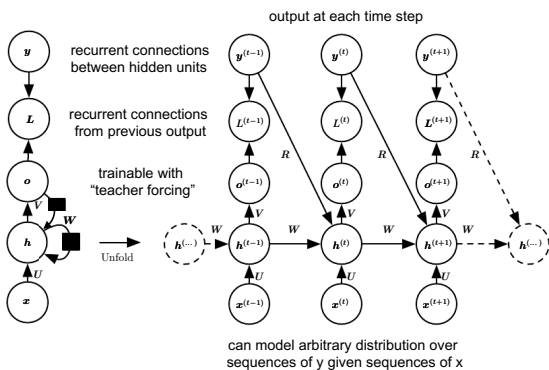 output at each time step
recurrent connections
between hidden units
recurrent connections
from previous output
trainable with
“teacher forcing”
y
L
o
V
W
h
U
x
Unfold
y(t−1)
y(t)
y(t+1)
L(t−1)
L(t)
L(t+1)
R
R
R
o(t−1)
o(t)
o(t+1)
V
V
V
W
W
W
W
h(...)
h(t−1)
h(t)
h(t+1)
h(...)
U
U
U
x(t−1)
x(t)
x(t+1)
can model arbitrary distribution over
sequences of y given sequences of x